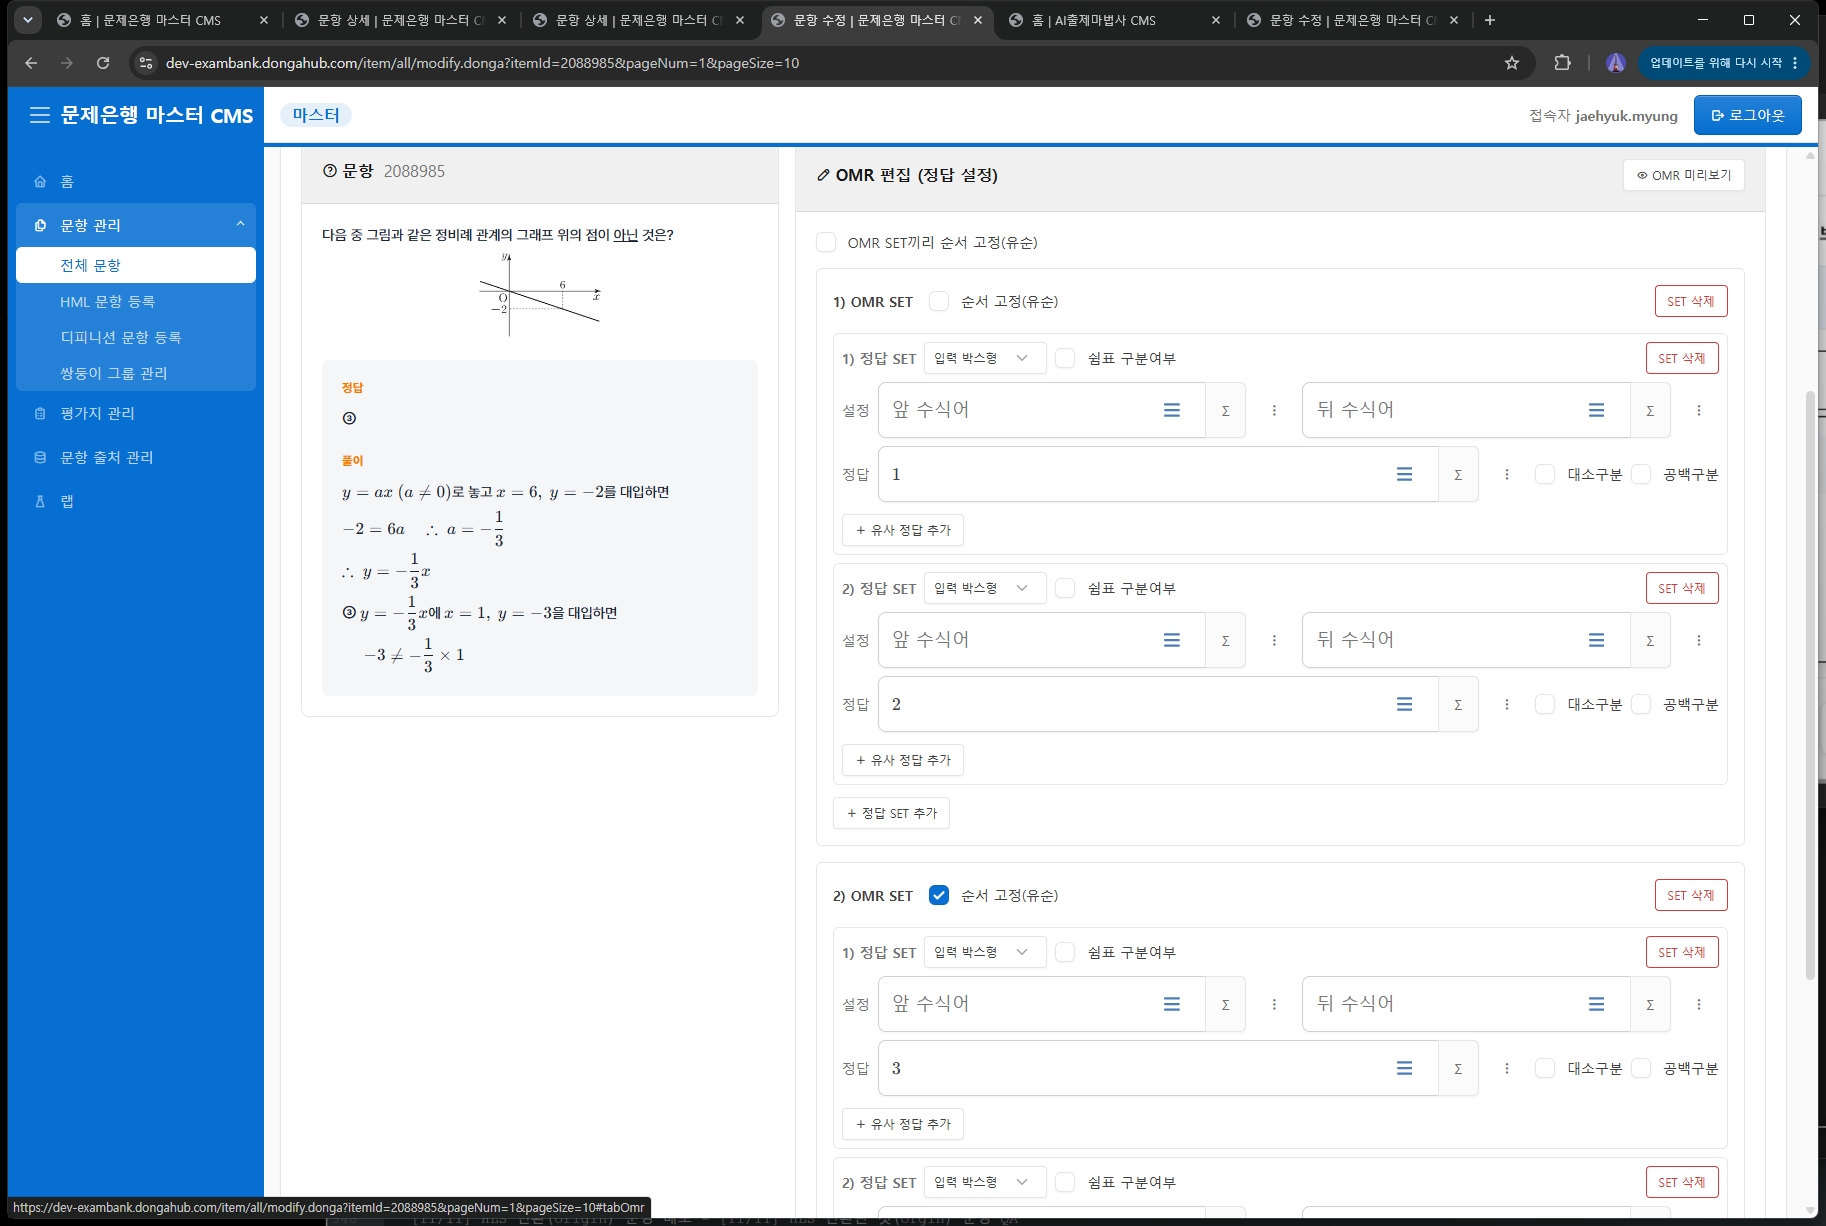 홈 | 문제은행 마스터 CMS
문항 상세 | 문제은행 마스터 C
문항 상세 | 문제은행 마스터 C
문항 수정 | 문제은행 마스터 C
홈 | AI출제마법사 CMS
문항 수정 | 문제은행 마스터 C
dev-exambank.dongahub.com/item/all/modify.donga?itemId=2088985&pageNum=1&pageSize=10
업데이트를 위해 다시 시작
문제은행 마스터 CMS
마스터
접속자 jaehyuk.myung
로그아웃
홈
문항 관리
전체 문항
HML 문항 등록
디피니션 문항 등록
쌍둥이 그룹 관리
평가지 관리
문항 출처 관리
랩
문항 2088985
다음 중 그림과 같은 정비례 관계의 그래프 위의 점이 아닌 것은?
y
6
O
x
−2
정답
③
풀이
y = ax (a ≠ 0)로 놓고 x = 6, y = −2를 대입하면
−2 = 6a ∴ a = −1/3
∴ y = −1/3x
③ y = −1/3x에 x = 1, y = −3을 대입하면
−3 ≠ −1/3 × 1
OMR 편집 (정답 설정)
OMR 미리보기
OMR SET끼리 순서 고정(유순)
1) OMR SET 순서 고정(유순) SET 삭제
1) 정답 SET 입력 박스형 쉼표 구분여부 SET 삭제
설정 앞 수식어 Σ 뒤 수식어 Σ
정답 1 Σ 대소구분 공백구분
+ 유사 정답 추가
2) 정답 SET 입력 박스형 쉼표 구분여부 SET 삭제
설정 앞 수식어 Σ 뒤 수식어 Σ
정답 2 Σ 대소구분 공백구분
+ 유사 정답 추가
+ 정답 SET 추가
2) OMR SET 순서 고정(유순) SET 삭제
1) 정답 SET 입력 박스형 쉼표 구분여부 SET 삭제
설정 앞 수식어 Σ 뒤 수식어 Σ
정답 3 Σ 대소구분 공백구분
+ 유사 정답 추가
2) 정답 SET 입력 박스형 쉼표 구분여부 SET 삭제
https://dev-exambank.dongahub.com/item/all/modify.donga?itemId=2088985&pageNum=1&pageSize=10#tabOmr